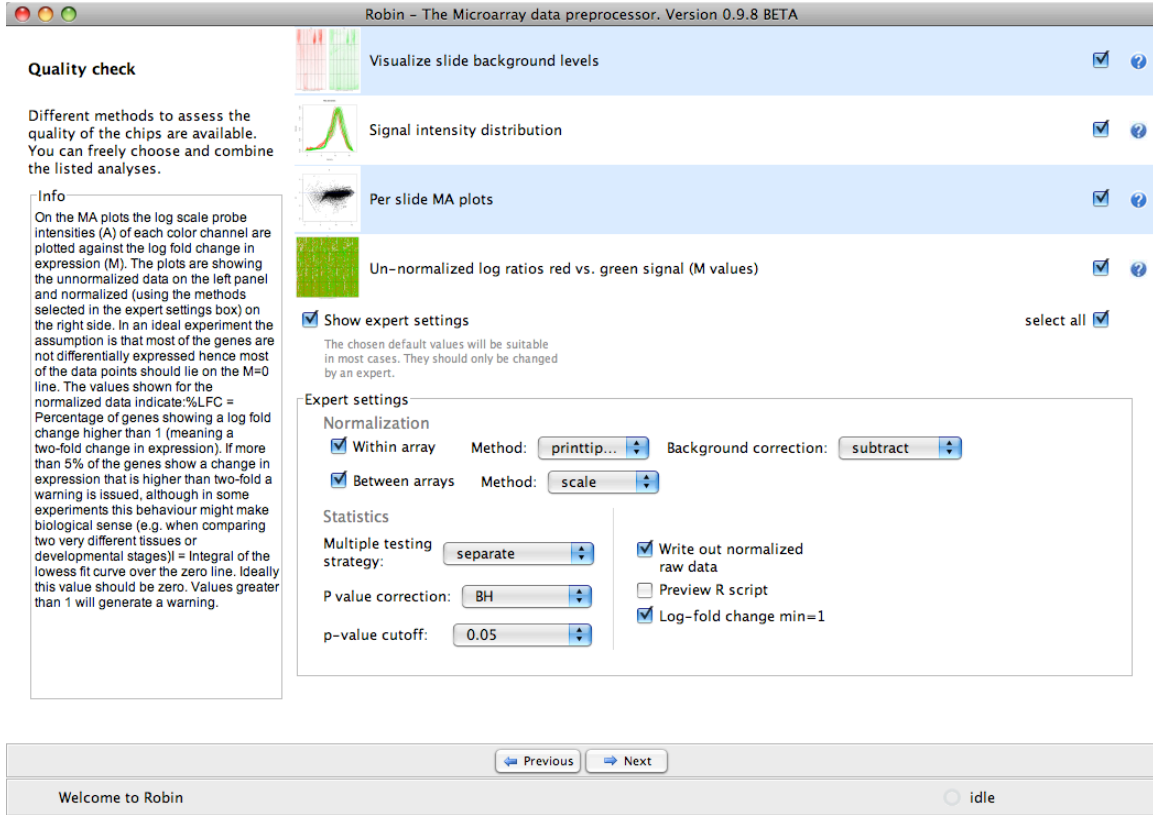 Robin – The Microarray data preprocessor. Version 0.9.8 BETA
Quality check
Different methods to assess the
quality of the chips are available.
You can freely choose and combine
the listed analyses.
Info
On the MA plots the log scale probe
intensities (A) of each color channel are
plotted against the log fold change in
expression (M). The plots are showing
the unnormalized data on the left panel
and normalized (using the methods
selected in the expert settings box) on
the right side. In an ideal experiment the
assumption is that most of the genes are
not differentially expressed hence most
of the data points should lie on the M=0
line. The values shown for the
normalized data indicate:%LFC =
Percentage of genes showing a log fold
change higher than 1 (meaning a
two-fold change in expression). If more
than 5% of the genes show a change in
expression that is higher than two-fold a
warning is issued, although in some
experiments this behaviour might make
biological sense (e.g. when comparing
two very different tissues or
developmental stages)I = Integral of the
lowess fit curve over the zero line. Ideally
this value should be zero. Values greater
than 1 will generate a warning.
Visualize slide background levels
Signal intensity distribution
Per slide MA plots
Un-normalized log ratios red vs. green signal (M values)
Show expert settings
select all
The chosen default values will be suitable
in most cases. They should only be changed
by an expert.
Expert settings
Normalization
Within array Method: printtip... Background correction: subtract
Between arrays Method: scale
Statistics
Multiple testing
strategy: separate
P value correction: BH
p-value cutoff: 0.05
Write out normalized
raw data
Preview R script
Log-fold change min=1
Previous Next
Welcome to Robin
idle